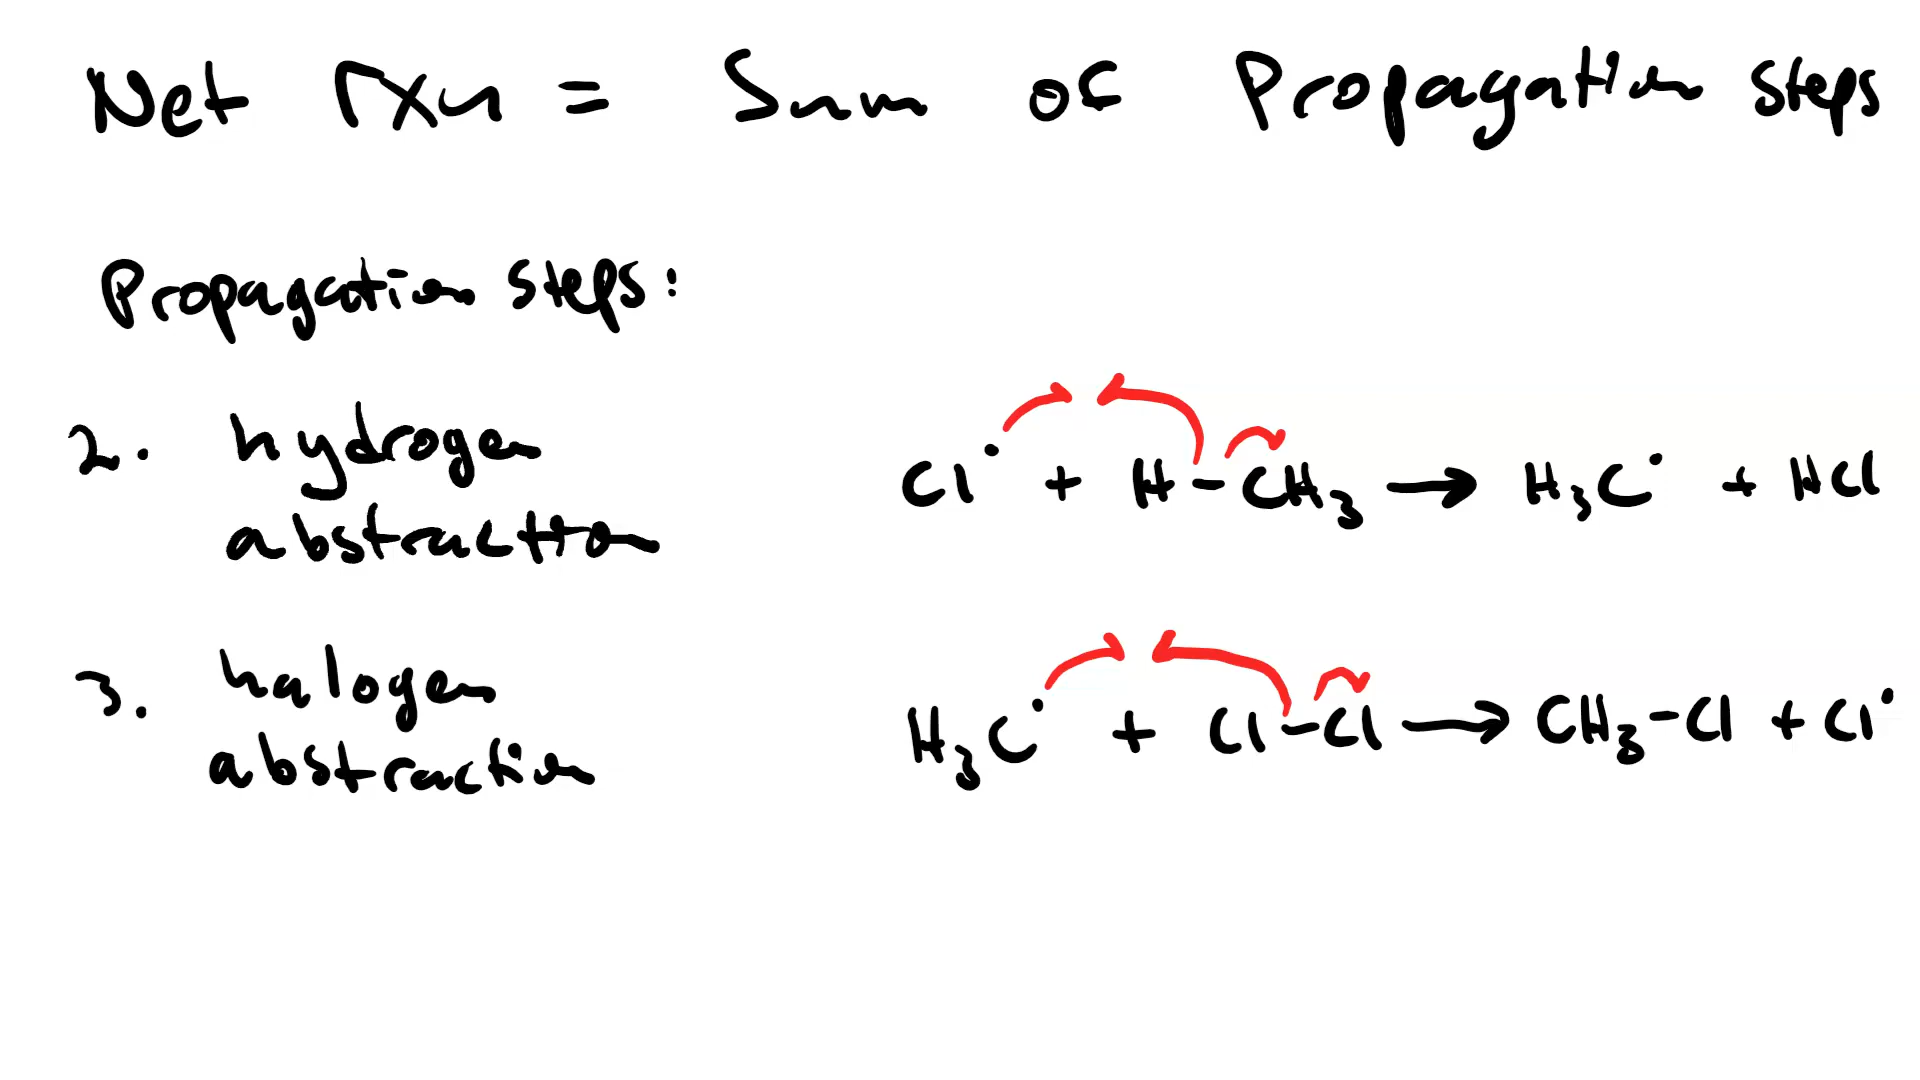 Net rxn = Sum of Propagation steps
Propagation steps:
2. hydrogen abstraction
Cl• + H-CH₃ → H₃C• + HCl
3. halogen abstraction
H₃C• + Cl-Cl → CH₃-Cl + Cl•